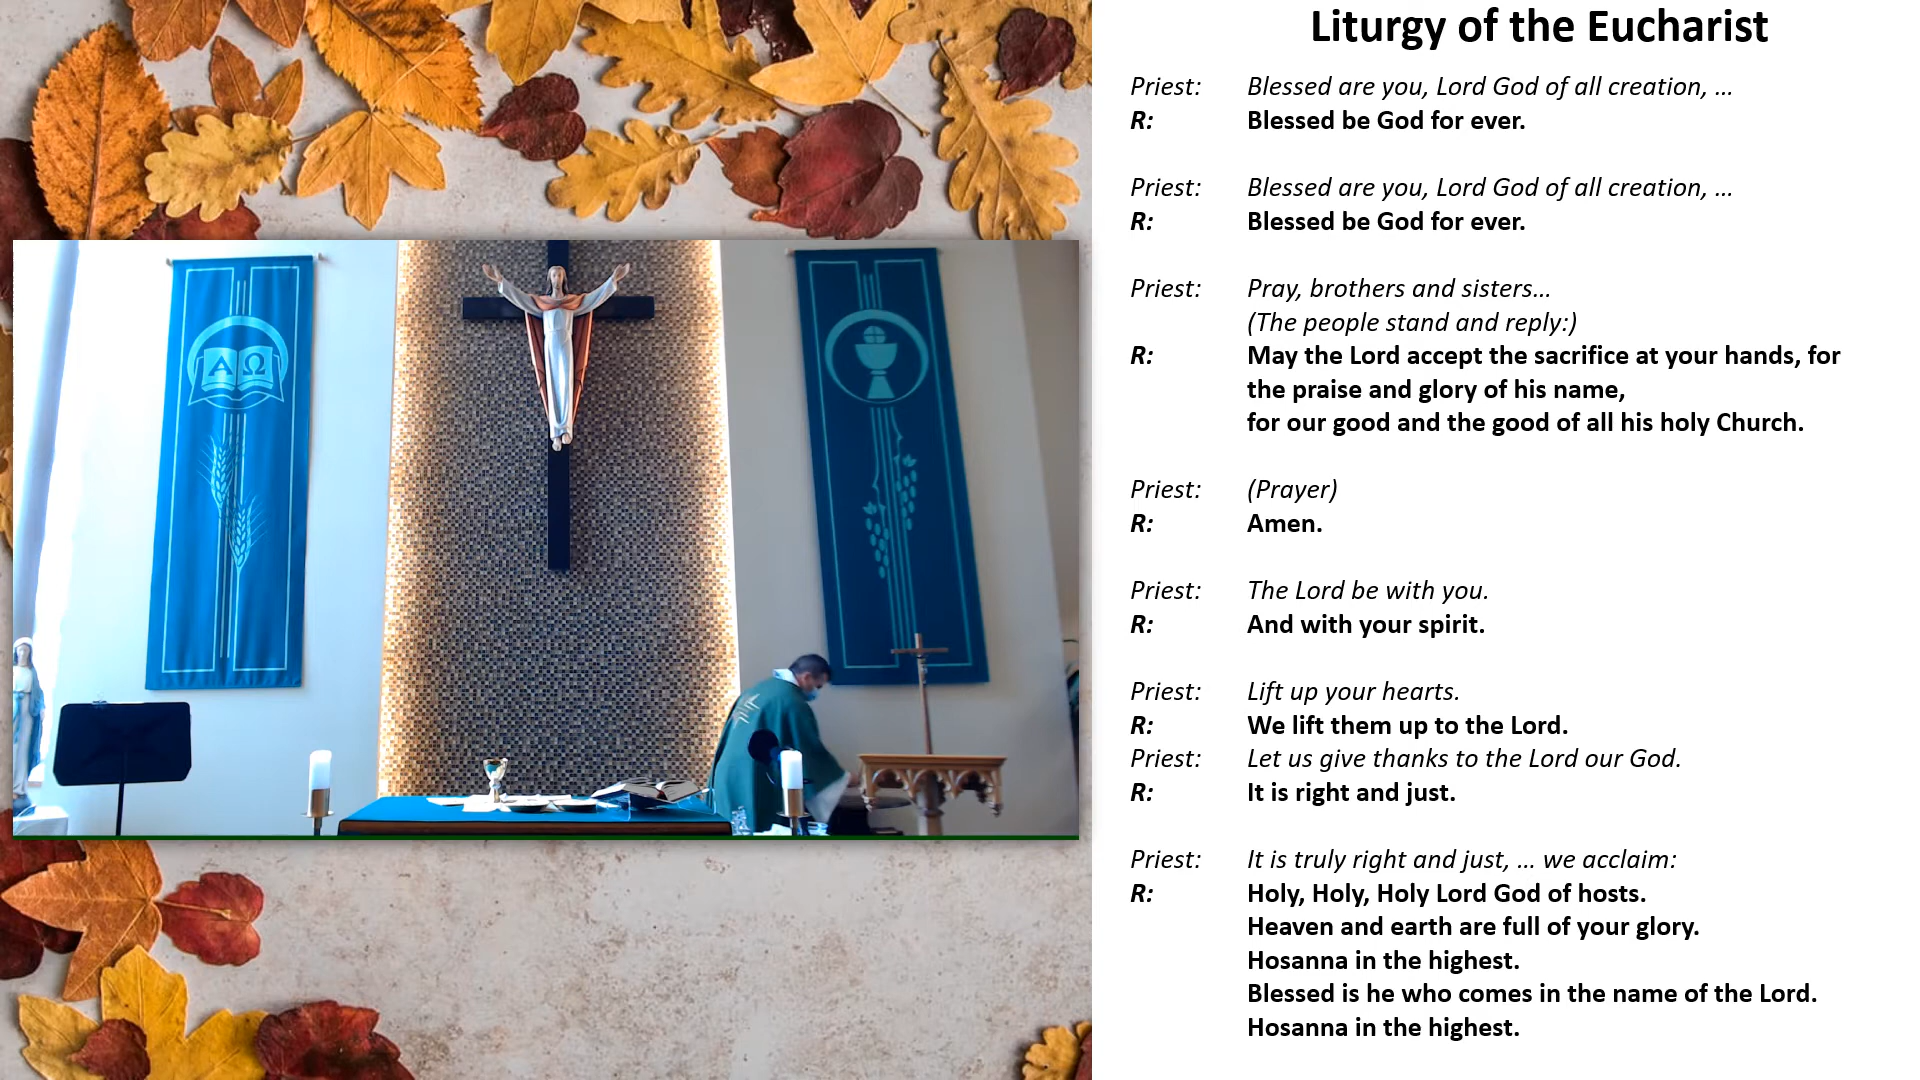 Liturgy of the Eucharist
Priest: Blessed are you, Lord God of all creation, ...
R: Blessed be God for ever.
Priest: Blessed are you, Lord God of all creation, ...
R: Blessed be God for ever.
Priest: Pray, brothers and sisters...
(The people stand and reply:)
R: May the Lord accept the sacrifice at your hands, for
the praise and glory of his name,
for our good and the good of all his holy Church.
Priest: (Prayer)
R: Amen.
Priest: The Lord be with you.
R: And with your spirit.
Priest: Lift up your hearts.
R: We lift them up to the Lord.
Priest: Let us give thanks to the Lord our God.
R: It is right and just.
Priest: It is truly right and just, ... we acclaim:
R: Holy, Holy, Holy Lord God of hosts.
Heaven and earth are full of your glory.
Hosanna in the highest.
Blessed is he who comes in the name of the Lord.
Hosanna in the highest.
Α Ω